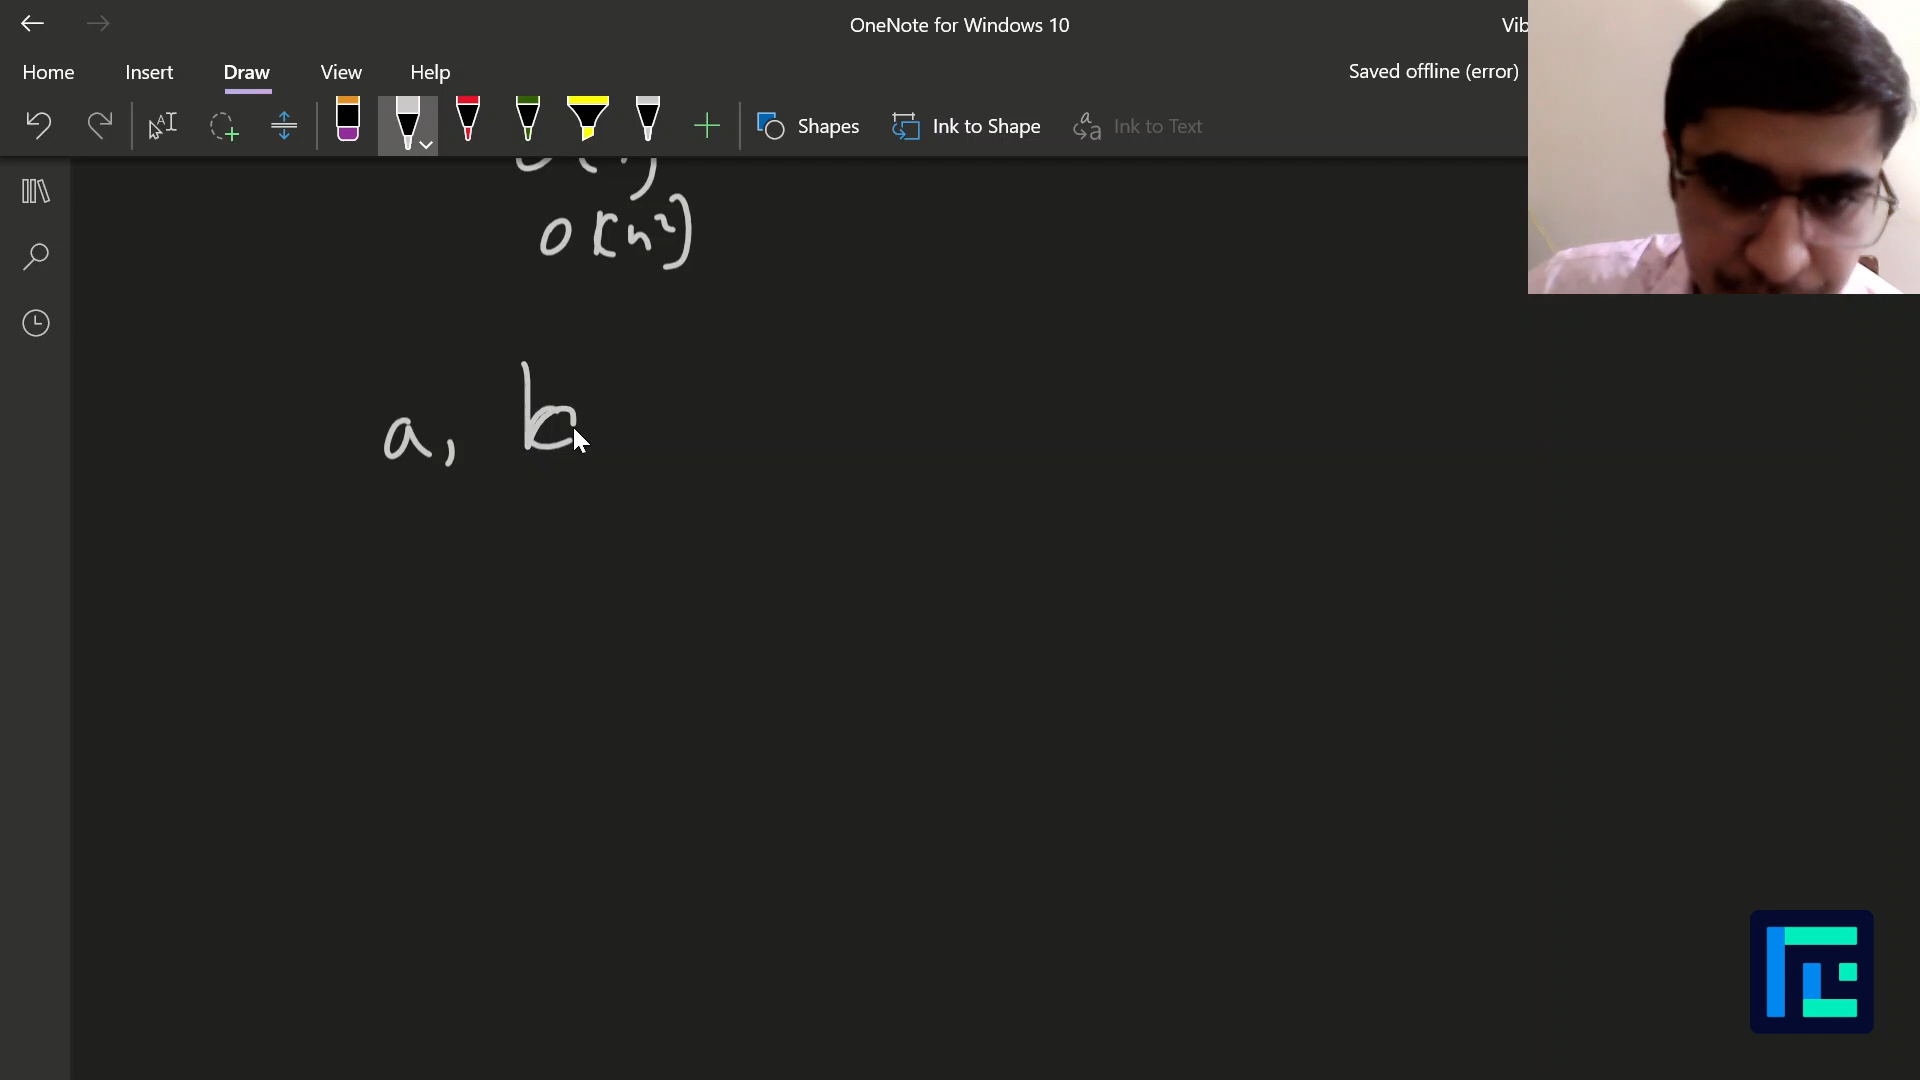 OneNote for Windows 10
Vib
Home Insert Draw View Help
Saved offline (error)
Shapes Ink to Shape Ink to Text
O(n²)
a, b